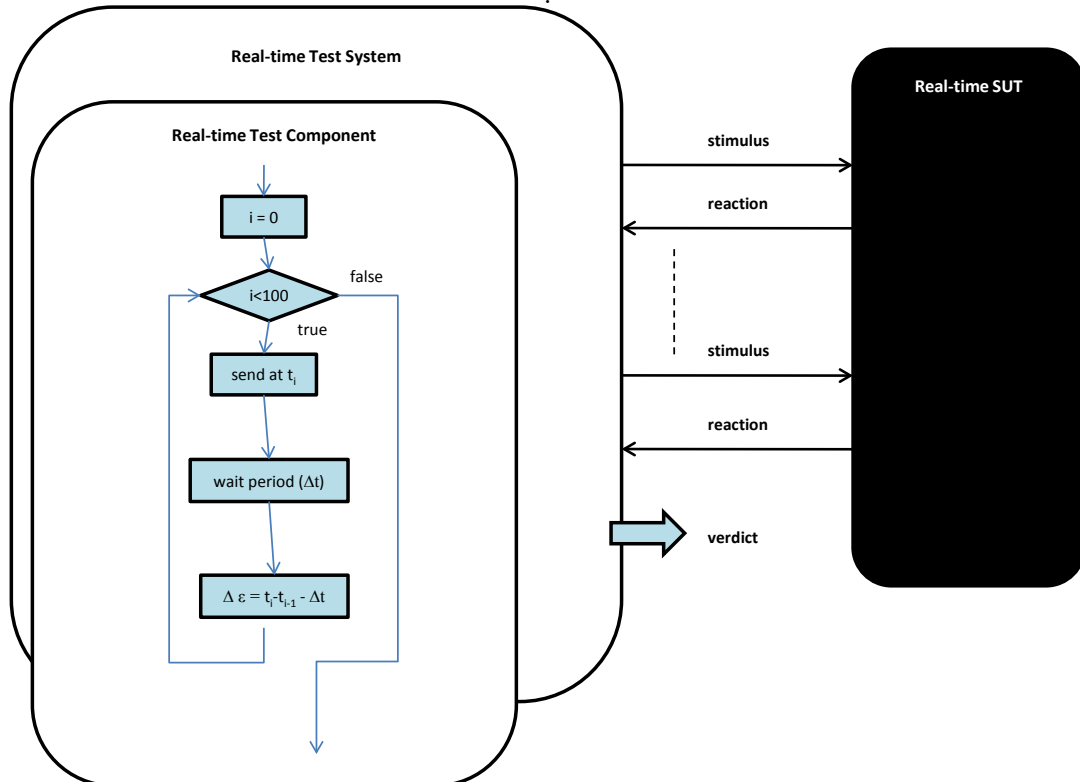 Real-time Test System
Real-time SUT
Real-time Test Component
stimulus
reaction
i = 0
false
i<100
true
send at tᵢ
stimulus
reaction
wait period (Δt)
verdict
Δ ε = tᵢ-tᵢ₋₁ - Δt